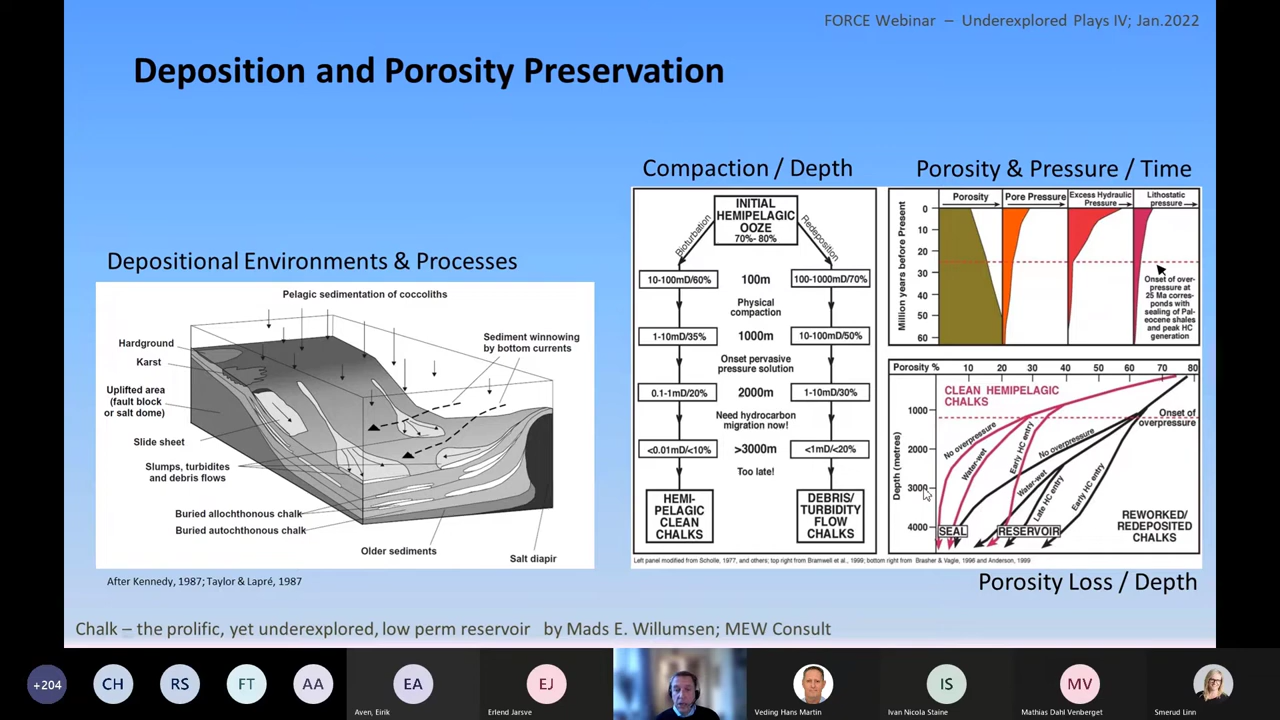 FORCE Webinar – Underexplored Plays IV; Jan.2022
Deposition and Porosity Preservation
Depositional Environments & Processes
Pelagic sedimentation of coccoliths
Sediment winnowing
by bottom currents
Hardground
Karst
Uplifted area
(fault block
or salt dome)
Slide sheet
Slumps, turbidites
and debris flows
Buried allochthonous chalk
Buried autochthonous chalk
Older sediments
Salt diapir
After Kennedy, 1987; Taylor & Lapré, 1987
Compaction / Depth
INITIAL
HEMIPELAGIC
OOZE
70%- 80%
Bioturbation
Redeposition
10-100mD/60%
100m
100-1000mD/70%
Physical
compaction
1-10mD/35%
1000m
10-100mD/50%
Onset pervasive
pressure solution
0.1-1mD/20%
2000m
1-10mD/30%
Need hydrocarbon
migration now!
<0.01mD/<10%
>3000m
<1mD/<20%
Too late!
HEMI-
PELAGIC
CLEAN
CHALKS
DEBRIS/
TURBIDITY
FLOW
CHALKS
Porosity & Pressure / Time
Porosity
Pore Pressure
Excess Hydraulic
Pressure
Lithostatic
pressure
Million years before Present
0
10
20
30
40
50
60
Onset of over-
pressure at
25 Ma corres-
ponds with
sealing of Pal-
eocene shales
and peak HC
generation
Porosity %
10 20 30 40 50 60 70 80
CLEAN HEMIPELAGIC
CHALKS
Onset of
overpressure
Depth (metres)
1000
2000
3000
4000
No overpressure
Water-wet
Early HC entry
No overpressure
Water-wet
Late HC entry
Early HC entry
SEAL
RESERVOIR
REWORKED/
REDEPOSITED
CHALKS
Left panel modified from Scholle, 1977, and others; top right from Bramwell et al., 1999; bottom right from Brasher & Vagle, 1996 and Anderson, 1999
Porosity Loss / Depth
Chalk – the prolific, yet underexplored, low perm reservoir by Mads E. Willumsen; MEW Consult
+204
CH
RS
FT
AA
EA
Aven, Eirik
EJ
Erlend Jarsve
Veding Hans Martin
IS
Ivan Nicola Staine
MV
Mathias Dahl Venberget
Smerud Linn